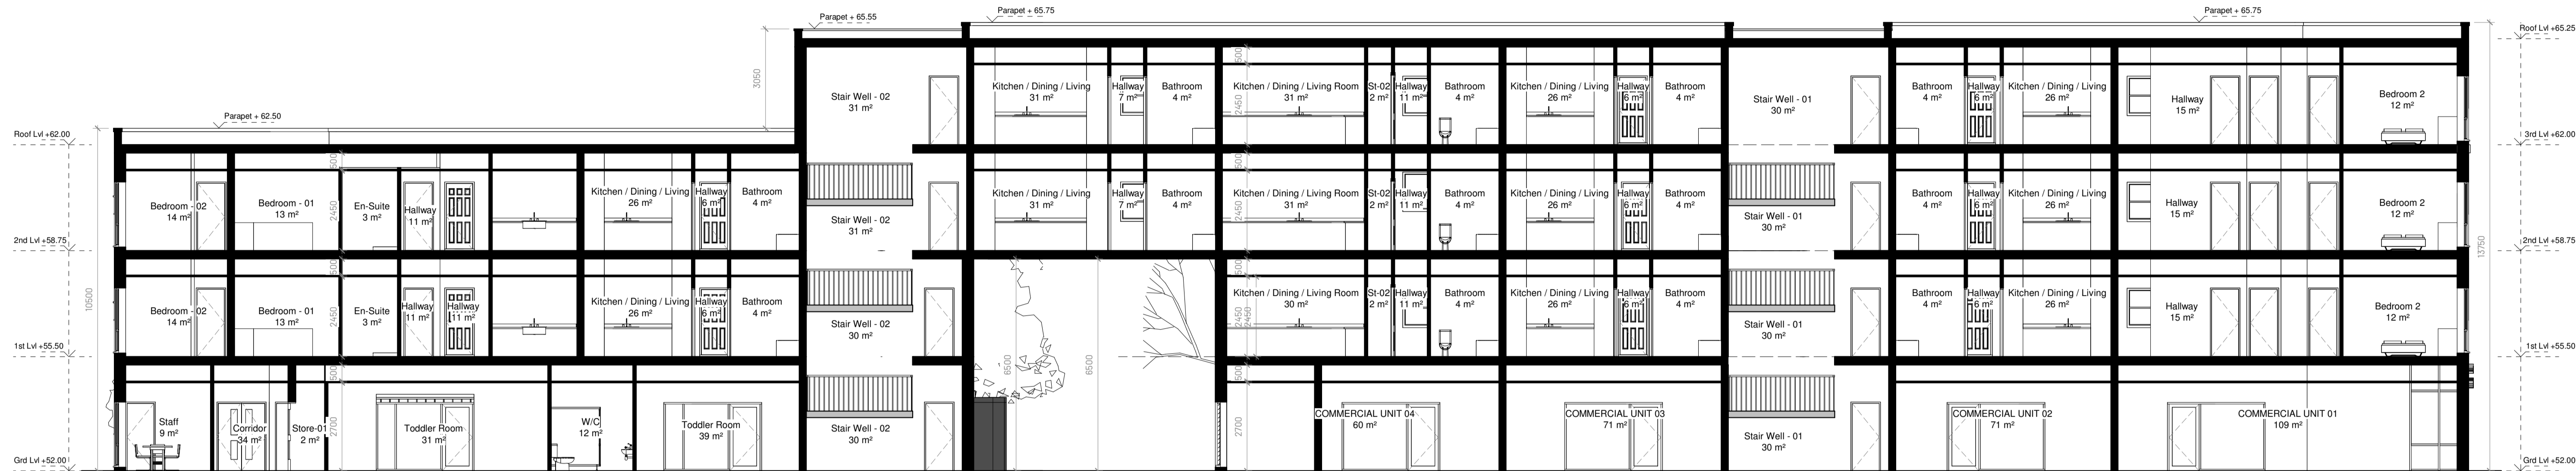 Parapet + 65.55
Parapet + 65.75
Parapet + 65.75
Roof Lvl +65.25
3050
500
Stair Well - 02
31 m²
Kitchen / Dining / Living
31 m²
Hallway
7 m²
Bathroom
4 m²
Kitchen / Dining / Living Room
31 m²
2450
St-02
2 m²
Hallway
11 m²
Bathroom
4 m²
Kitchen / Dining / Living
26 m²
Hallway
6 m²
Bathroom
4 m²
Stair Well - 01
30 m²
Bathroom
4 m²
Hallway
6 m²
Kitchen / Dining / Living
26 m²
Hallway
15 m²
Bedroom 2
12 m²
Parapet + 62.50
Roof Lvl +62.00
3rd Lvl +62.00
500
500
Bedroom - 02
14 m²
Bedroom - 01
13 m²
2450
En-Suite
3 m²
Hallway
11 m²
Kitchen / Dining / Living
26 m²
Hallway
6 m²
Bathroom
4 m²
Stair Well - 02
31 m²
Kitchen / Dining / Living
31 m²
Hallway
7 m²
Bathroom
4 m²
Kitchen / Dining / Living Room
31 m²
2450
St-02
2 m²
Hallway
11 m²
Bathroom
4 m²
Kitchen / Dining / Living
26 m²
Hallway
6 m²
Bathroom
4 m²
Stair Well - 01
30 m²
Bathroom
4 m²
Hallway
6 m²
Kitchen / Dining / Living
26 m²
Hallway
15 m²
Bedroom 2
12 m²
2nd Lvl +58.75
2nd Lvl +58.75
13750
10500
500
500
Bedroom - 02
14 m²
Bedroom - 01
13 m²
2450
En-Suite
3 m²
Hallway
11 m²
Hallway
11 m²
Kitchen / Dining / Living
26 m²
Hallway
6 m²
Bathroom
4 m²
Stair Well - 02
30 m²
Kitchen / Dining / Living Room
30 m²
2450
2450
St-02
2 m²
Hallway
11 m²
Bathroom
4 m²
Kitchen / Dining / Living
26 m²
Hallway
6 m²
Bathroom
4 m²
Stair Well - 01
30 m²
Bathroom
4 m²
Hallway
6 m²
Kitchen / Dining / Living
26 m²
Hallway
15 m²
Bedroom 2
12 m²
1st Lvl +55.50
1st Lvl +55.50
500
6500
6500
500
Staff
9 m²
Corridor
34 m²
Store-01
2 m²
2700
Toddler Room
31 m²
W/C
12 m²
Toddler Room
39 m²
Stair Well - 02
30 m²
2700
COMMERCIAL UNIT 04
60 m²
COMMERCIAL UNIT 03
71 m²
Stair Well - 01
30 m²
COMMERCIAL UNIT 02
71 m²
COMMERCIAL UNIT 01
109 m²
Grd Lvl +52.00
Grd Lvl +52.00